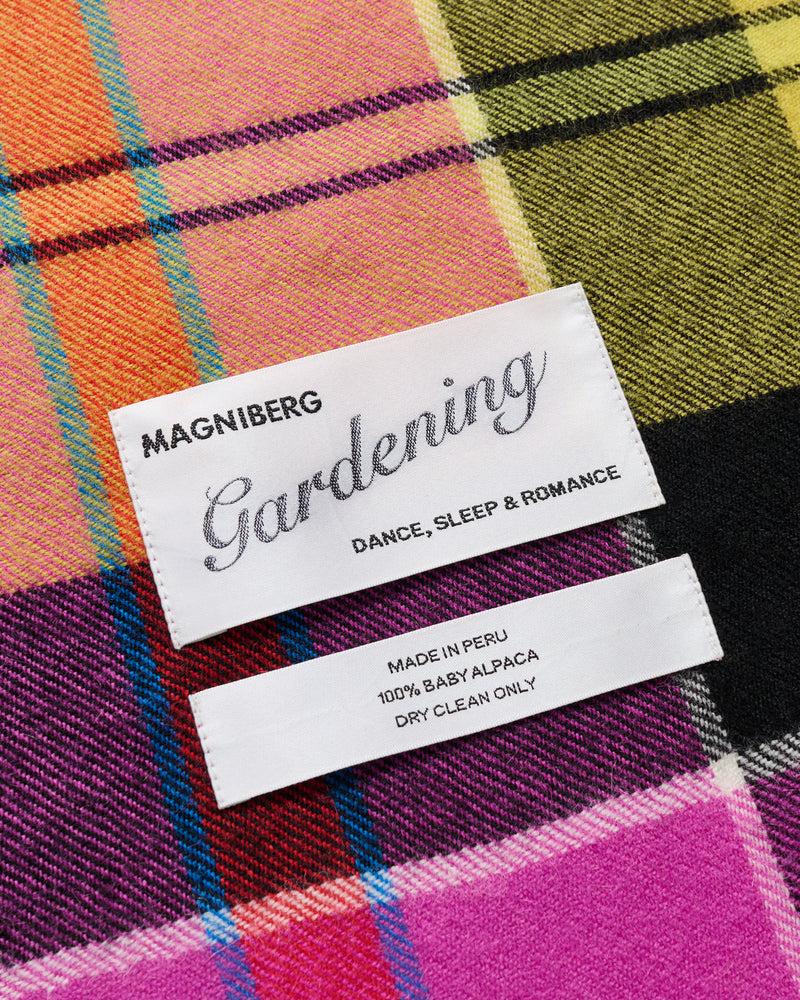 MAGNIBERG
Gardening
DANCE, SLEEP & ROMANCE
MADE IN PERU
100% BABY ALPACA
DRY CLEAN ONLY